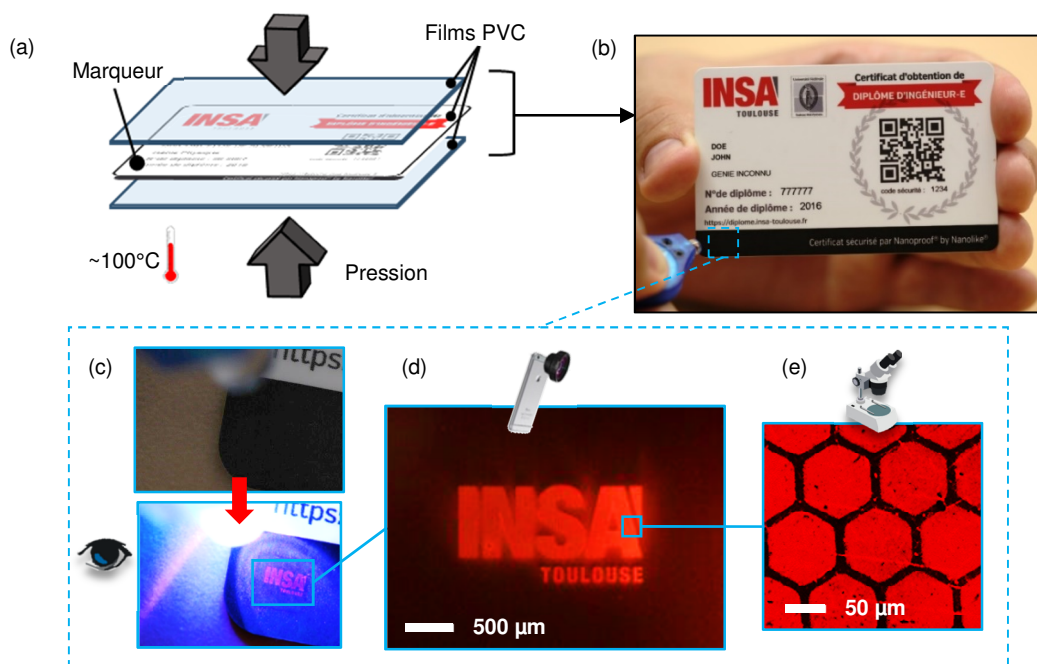 (a)
Marqueur
Films PVC
INSA
~100°C
Pression
(b)
INSA
TOULOUSE
Certificat d'obtention de
DIPLÔME D'INGÉNIEUR-E
DOE
JOHN
GENIE INCONNU
N°de diplôme : 777777
Année de diplôme : 2016
https://diplome.insa-toulouse.fr
code sécurité : 1234
Certificat sécurisé par Nanoproof® by Nanolike®
(c)
https
https
INSA
(d)
INSA
TOULOUSE
500 µm
(e)
50 µm